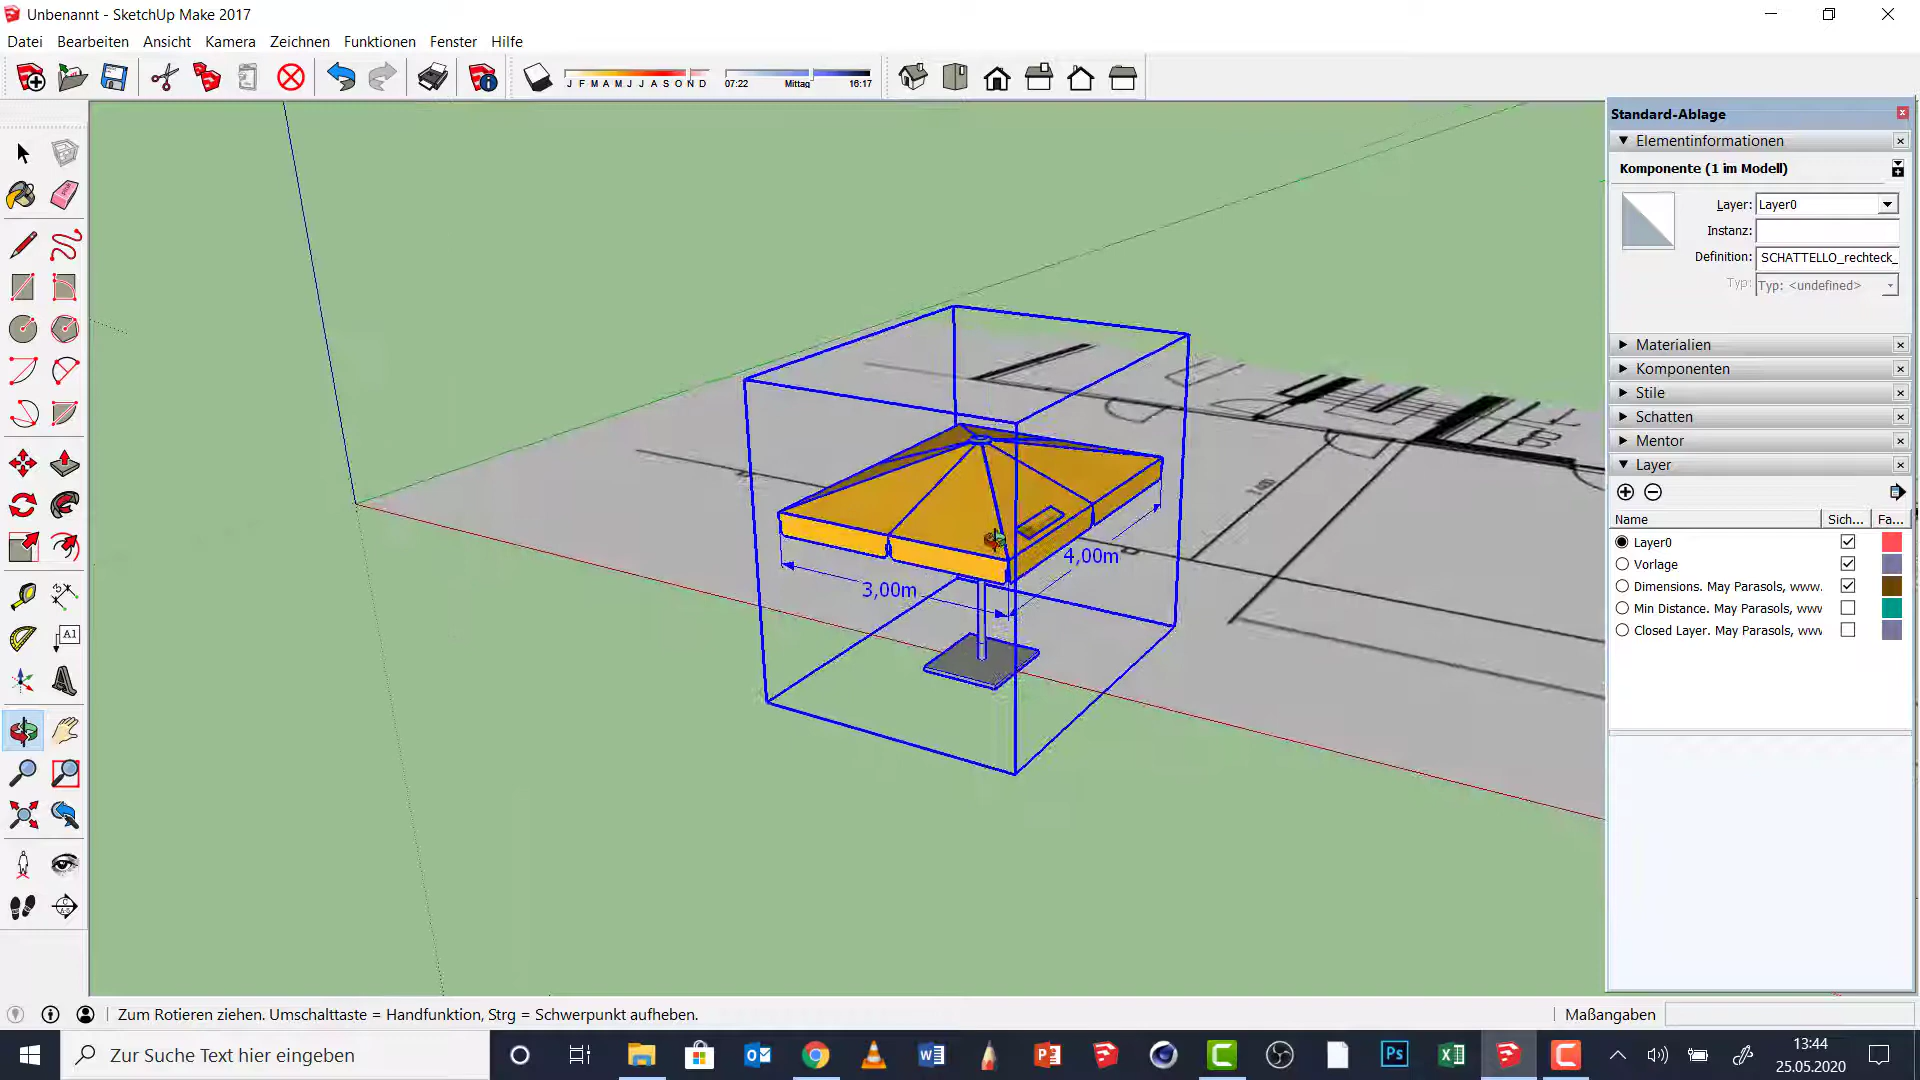 Unbenannt - SketchUp Make 2017
Datei Bearbeiten Ansicht Kamera Zeichnen Funktionen Fenster Hilfe
J F M A M J J A S O N D 07:22 Mittag 16:17
Standard-Ablage
Elementinformationen
Komponente (1 im Modell)
Layer: Layer0
Instanz:
Definition: SCHATTELLO_rechteck_
Typ: Typ: <undefined>
Materialien
Komponenten
Stile
Schatten
Mentor
Layer
Name Sich... Fa...
Layer0
Vorlage
Dimensions. May Parasols, www.
Min Distance. May Parasols, www
Closed Layer. May Parasols, www
4,00m
3,00m
A1
Zum Rotieren ziehen. Umschalttaste = Handfunktion, Strg = Schwerpunkt aufheben.
Maßangaben
Zur Suche Text hier eingeben
13:44
25.05.2020